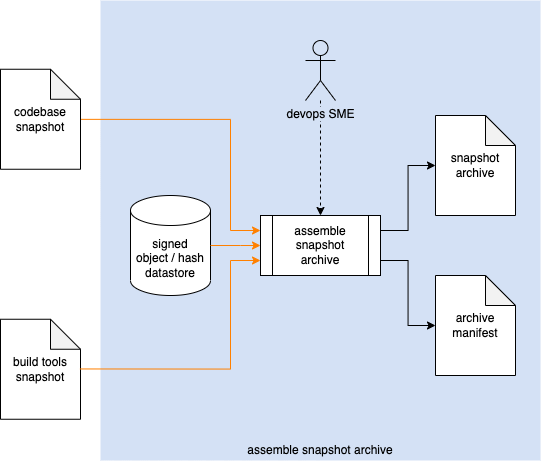 devops SME
codebase
snapshot
snapshot
archive
signed
object / hash
datastore
assemble
snapshot
archive
archive
manifest
build tools
snapshot
assemble snapshot archive